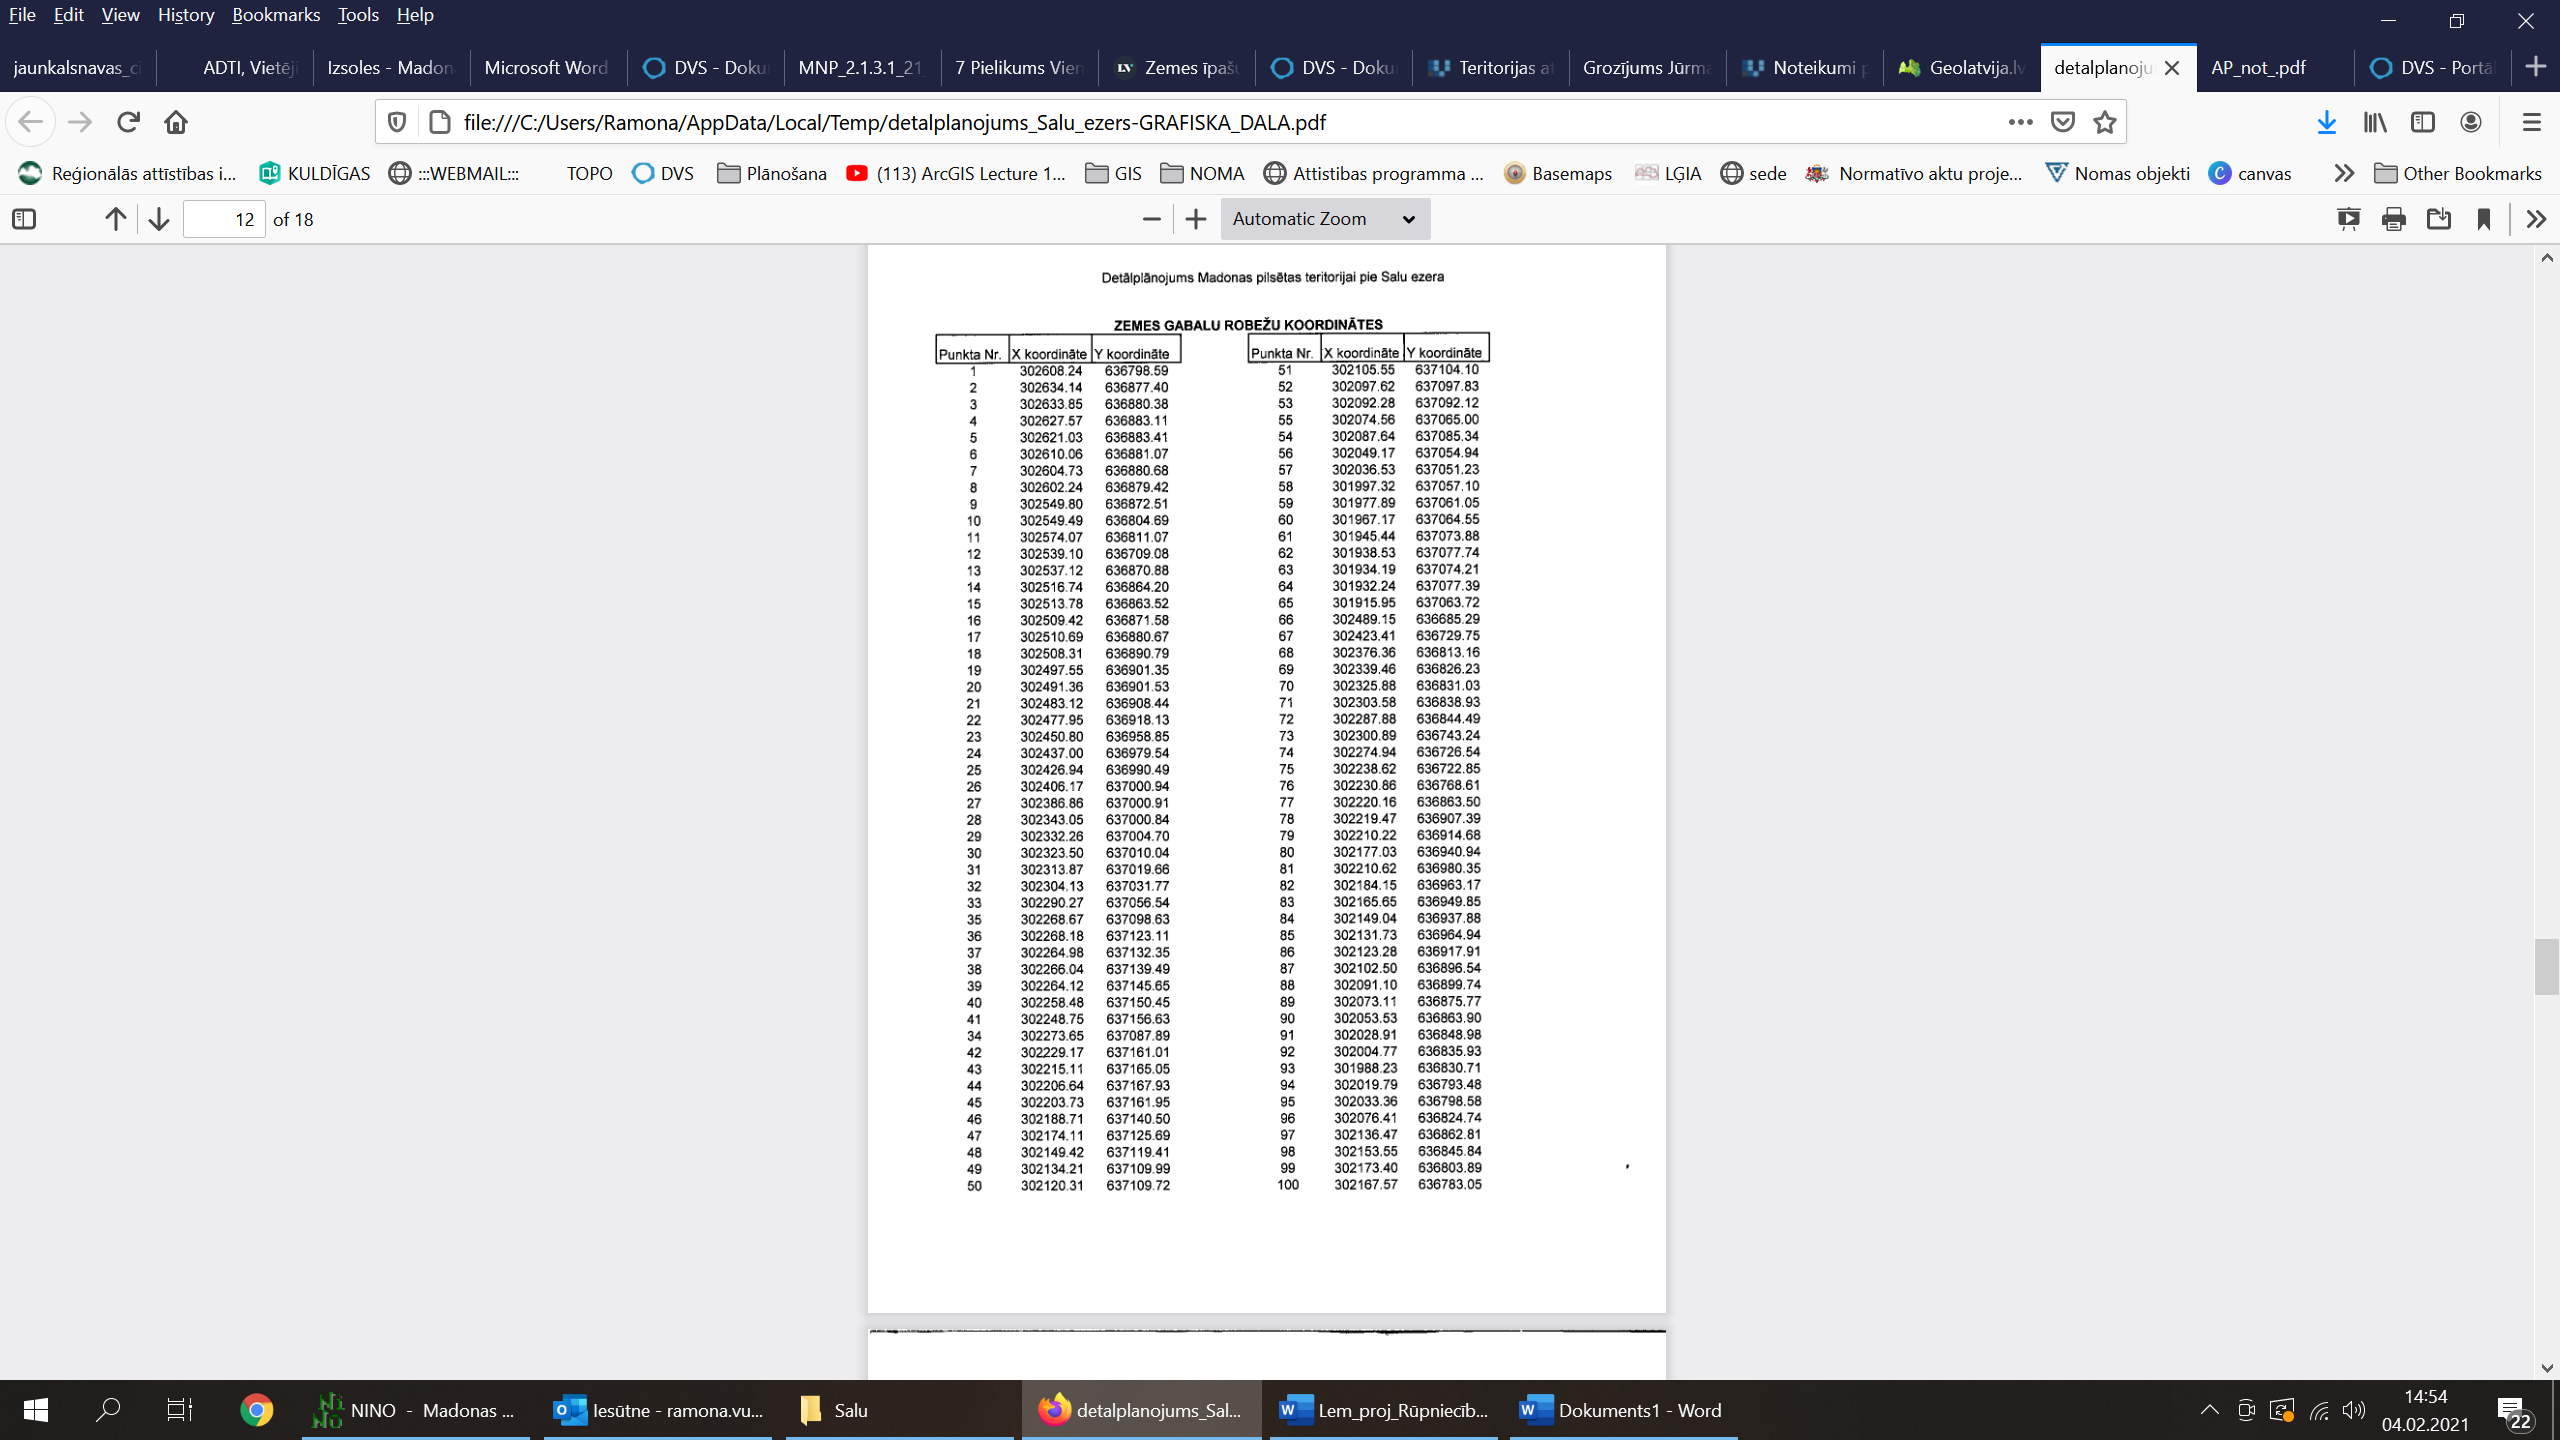 File Edit View History Bookmarks Tools Help
jaunkalsnavas_ci ADTI, Vietēji Izsoles - Madon Microsoft Word DVS - Doku MNP_2.1.3.1_21_ 7 Pielikums Vien Zemes īpašu DVS - Doku Teritorijas at Grozījums Jūrma Noteikumi p Geolatvija.lv detalplanoju AP_not_.pdf DVS - Portā
file:///C:/Users/Ramona/AppData/Local/Temp/detalplanojums_Salu_ezers-GRAFISKA_DALA.pdf
Reģionālās attīstības i... KULDĪGAS :::WEBMAIL::: TOPO DVS Plānošana (113) ArcGIS Lecture 1... GIS NOMA Attistibas programma ... Basemaps LĢIA sede Normatīvo aktu proje... Nomas objekti canvas Other Bookmarks
12 of 18 Automatic Zoom
Detālplānojums Madonas pilsētas teritorijai pie Salu ezera
ZEMES GABALU ROBEŽU KOORDINĀTES
Punkta Nr. X koordināte Y koordināte Punkta Nr. X koordināte Y koordināte
1 302608.24 636798.59 51 302105.55 637104.10
2 302634.14 636877.40 52 302097.62 637097.83
3 302633.85 636880.38 53 302092.28 637092.12
4 302627.57 636883.11 55 302074.56 637065.00
5 302621.03 636883.41 54 302087.64 637085.34
6 302610.06 636881.07 56 302049.17 637054.94
7 302604.73 636880.68 57 302036.53 637051.23
8 302602.24 636879.42 58 301997.32 637057.10
9 302549.80 636872.51 59 301977.89 637061.05
10 302549.49 636804.69 60 301967.17 637064.55
11 302574.07 636811.07 61 301945.44 637073.88
12 302539.10 636709.08 62 301938.53 637077.74
13 302537.12 636870.88 63 301934.19 637074.21
14 302516.74 636864.20 64 301932.24 637077.39
15 302513.78 636863.52 65 301915.95 637063.72
16 302509.42 636871.58 66 302489.15 636685.29
17 302510.69 636880.67 67 302423.41 636729.75
18 302508.31 636890.79 68 302376.36 636813.16
19 302497.55 636901.35 69 302339.46 636826.23
20 302491.36 636901.53 70 302325.88 636831.03
21 302483.12 636908.44 71 302303.58 636838.93
22 302477.95 636918.13 72 302287.88 636844.49
23 302450.80 636958.85 73 302300.89 636743.24
24 302437.00 636979.54 74 302274.94 636726.54
25 302426.94 636990.49 75 302238.62 636722.85
26 302406.17 637000.94 76 302230.86 636768.61
27 302386.86 637000.91 77 302220.16 636863.50
28 302343.05 637000.84 78 302219.47 636907.39
29 302332.26 637004.70 79 302210.22 636914.68
30 302323.50 637010.04 80 302177.03 636940.94
31 302313.87 637019.66 81 302210.62 636980.35
32 302304.13 637031.77 82 302184.15 636963.17
33 302290.27 637056.54 83 302165.65 636949.85
35 302268.67 637098.63 84 302149.04 636937.88
36 302268.18 637123.11 85 302131.73 636964.94
37 302264.98 637132.35 86 302123.28 636917.91
38 302266.04 637139.49 87 302102.50 636896.54
39 302264.12 637145.65 88 302091.10 636899.74
40 302258.48 637150.45 89 302073.11 636875.77
41 302248.75 637156.63 90 302053.53 636863.90
34 302273.65 637087.89 91 302028.91 636848.98
42 302229.17 637161.01 92 302004.77 636835.93
43 302215.11 637165.05 93 301988.23 636830.71
44 302206.64 637167.93 94 302019.79 636793.48
45 302203.73 637161.95 95 302033.36 636798.58
46 302188.71 637140.50 96 302076.41 636824.74
47 302174.11 637125.69 97 302136.47 636862.81
48 302149.42 637119.41 98 302153.55 636845.84
49 302134.21 637109.99 99 302173.40 636803.89
50 302120.31 637109.72 100 302167.57 636783.05
NINO - Madonas ... Iesūtne - ramona.vu... Salu detalplanojums_Sal... Lem_proj_Rūpniecīb... Dokuments1 - Word 14:54
04.02.2021 22